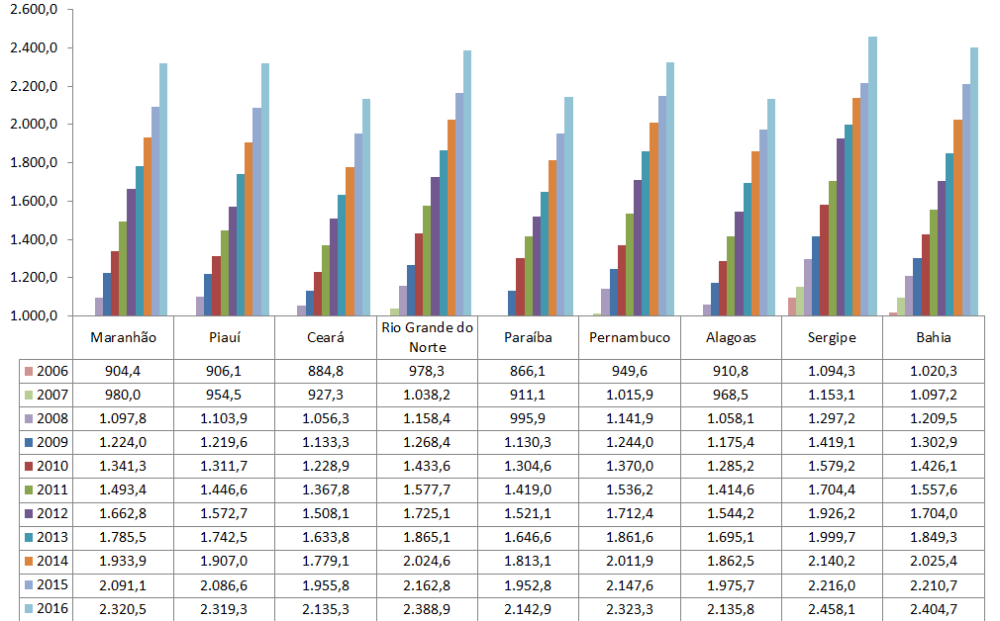 2.600,0
2.400,0
2.200,0
2.000,0
1.800,0
1.600,0
1.400,0
1.200,0
1.000,0
Maranhão Piauí Ceará Rio Grande do Norte Paraíba Pernambuco Alagoas Sergipe Bahia
2006 904,4 906,1 884,8 978,3 866,1 949,6 910,8 1.094,3 1.020,3
2007 980,0 954,5 927,3 1.038,2 911,1 1.015,9 968,5 1.153,1 1.097,2
2008 1.097,8 1.103,9 1.056,3 1.158,4 995,9 1.141,9 1.058,1 1.297,2 1.209,5
2009 1.224,0 1.219,6 1.133,3 1.268,4 1.130,3 1.244,0 1.175,4 1.419,1 1.302,9
2010 1.341,3 1.311,7 1.228,9 1.433,6 1.304,6 1.370,0 1.285,2 1.579,2 1.426,1
2011 1.493,4 1.446,6 1.367,8 1.577,7 1.419,0 1.536,2 1.414,6 1.704,4 1.557,6
2012 1.662,8 1.572,7 1.508,1 1.725,1 1.521,1 1.712,4 1.544,2 1.926,2 1.704,0
2013 1.785,5 1.742,5 1.633,8 1.865,1 1.646,6 1.861,6 1.695,1 1.999,7 1.849,3
2014 1.933,9 1.907,0 1.779,1 2.024,6 1.813,1 2.011,9 1.862,5 2.140,2 2.025,4
2015 2.091,1 2.086,6 1.955,8 2.162,8 1.952,8 2.147,6 1.975,7 2.216,0 2.210,7
2016 2.320,5 2.319,3 2.135,3 2.388,9 2.142,9 2.323,3 2.135,8 2.458,1 2.404,7